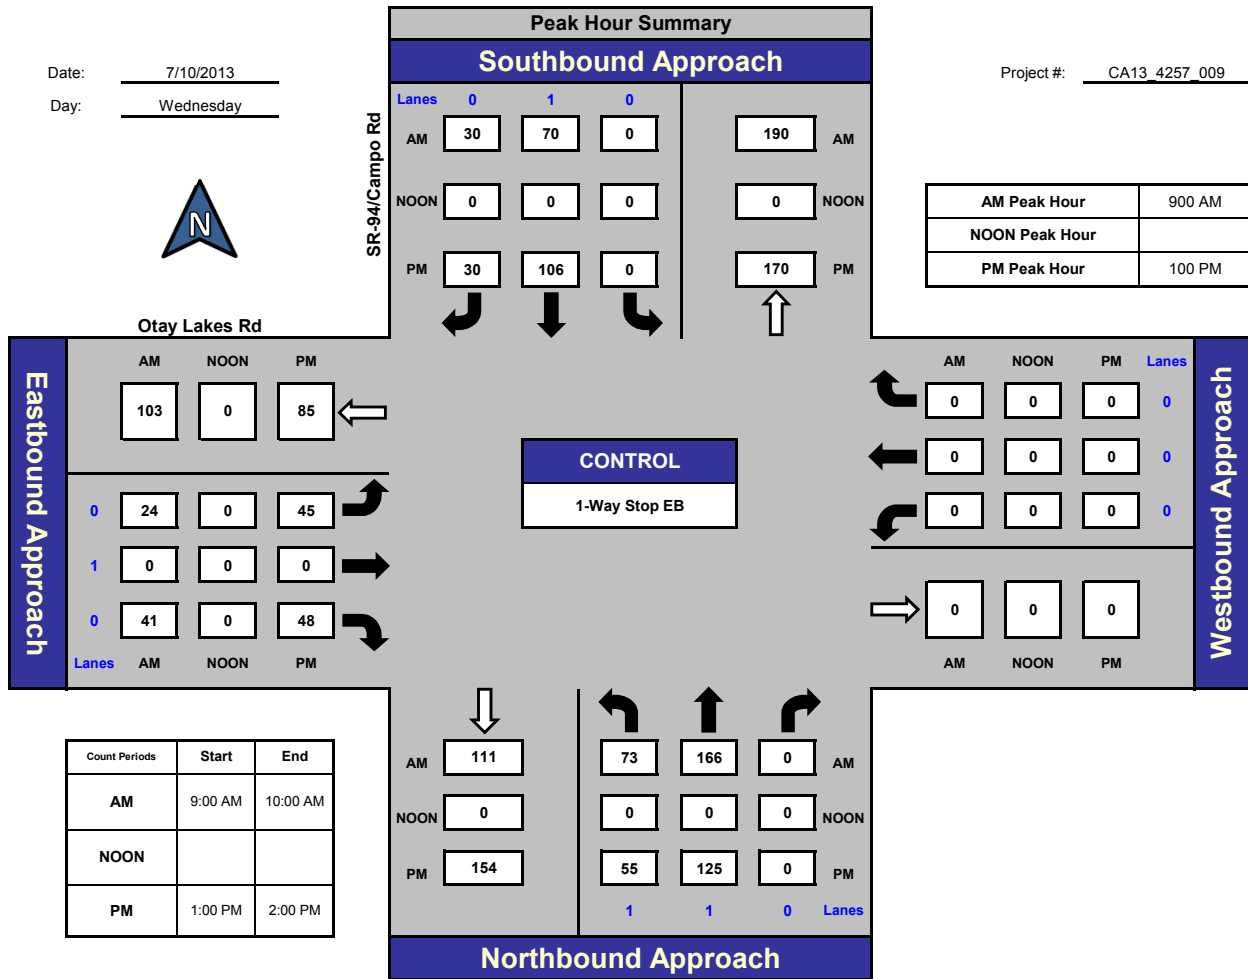 Peak Hour Summary
Southbound Approach
Date: 7/10/2013
Day: Wednesday
Project #: CA13_4257_009
SR-94/Campo Rd
Lanes 0 1 0
AM 30 70 0 190 AM
NOON 0 0 0 0 NOON
PM 30 106 0 170 PM
N
AM Peak Hour 900 AM
NOON Peak Hour
PM Peak Hour 100 PM
Otay Lakes Rd
Eastbound Approach
AM NOON PM
103 0 85
0 24 0 45
1 0 0 0
0 41 0 48
Lanes AM NOON PM
CONTROL
1-Way Stop EB
AM NOON PM Lanes
0 0 0 0
0 0 0 0
0 0 0 0
0 0 0
AM NOON PM
Westbound Approach
Count Periods Start End
AM 9:00 AM 10:00 AM
NOON
PM 1:00 PM 2:00 PM
AM 111 73 166 0 AM
NOON 0 0 0 0 NOON
PM 154 55 125 0 PM
1 1 0 Lanes
Northbound Approach